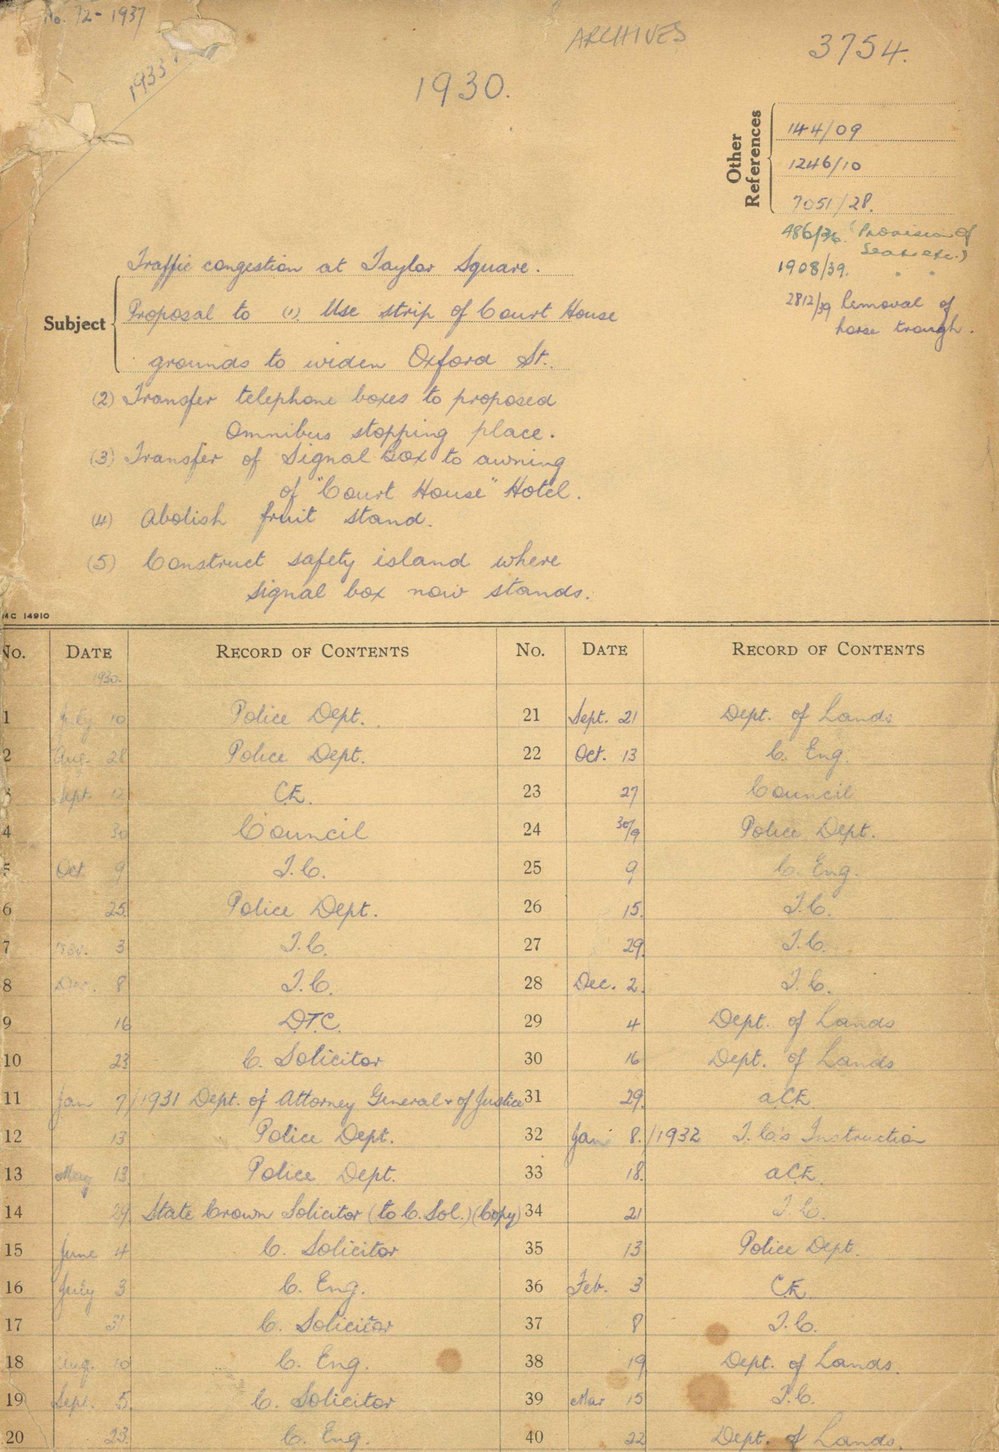 No. 72-1937
1933
ARCHIVES
3754.
1930.
Other
References
144/09
1246/10
7051/28.
486/36. (Provision of
Seats etc.)
1908/39. " "
2812/39 Removal of
horse trough.
Subject
Traffic congestion at Taylor Square.
Proposal to (1). Use strip of Court House
grounds to widen Oxford St.
(2) Transfer telephone boxes to proposed
omnibus stopping place.
(3) Transfer of Signal Box to awning
of "Court House" Hotel.
(4) Abolish fruit stand.
(5) Construct safety island where
signal box now stands.
MC 14910
No. DATE RECORD OF CONTENTS No. DATE RECORD OF CONTENTS
1930.
1 July 10 Police Dept. 21 Sept. 21 Dept. of Lands
2 Aug. 28 Police Dept. 22 Oct. 13 C. Eng.
3 Sept. 12 C.E. 23 27 Council
4 30 Council 24 30/9 Police Dept.
5 Oct 9 T.C. 25 9 C. Eng.
6 25. Police Dept. 26 15. T.C.
7 Nov. 3 T.C. 27 29. T.C.
8 Dec. 8 T.C. 28 Dec. 2. T.C.
9 16 D.T.C. 29 4 Dept. of Lands
10 23 C. Solicitor 30 16 Dept. of Lands
11 Jan 7/1931 Dept. of Attorney General & of Justice 31 29. aCE
12 13 Police Dept. 32 Jan 8./1932 T.C's Instruction
13 May 13 Police Dept. 33 18. aCE.
14 29. State Crown Solicitor (to C. Sol.) (Copy) 34 21 T.C.
15 June 4 C. Solicitor 35 13 Police Dept.
16 July 3 C. Eng. 36 Feb. 3 C.E.
17 31 C. Solicitor 37 8 T.C.
18 Aug. 10 C. Eng. 38 19 Dept. of Lands.
19 Sept. 5. C. Solicitor 39 Mar 15 T.C.
20 23. C. Eng. 40 22 Dept. of Lands.